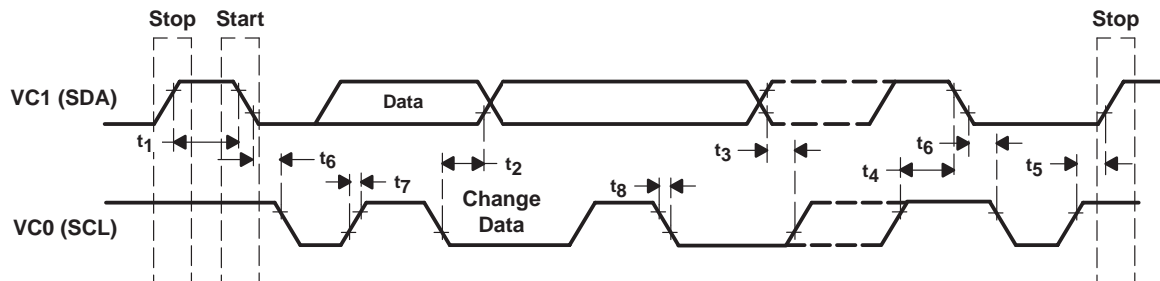 Stop Start Stop
VC1 (SDA)
Data
t1 t6 t2 t3 t6 t5
t7 t8 t4
Change
Data
VC0 (SCL)